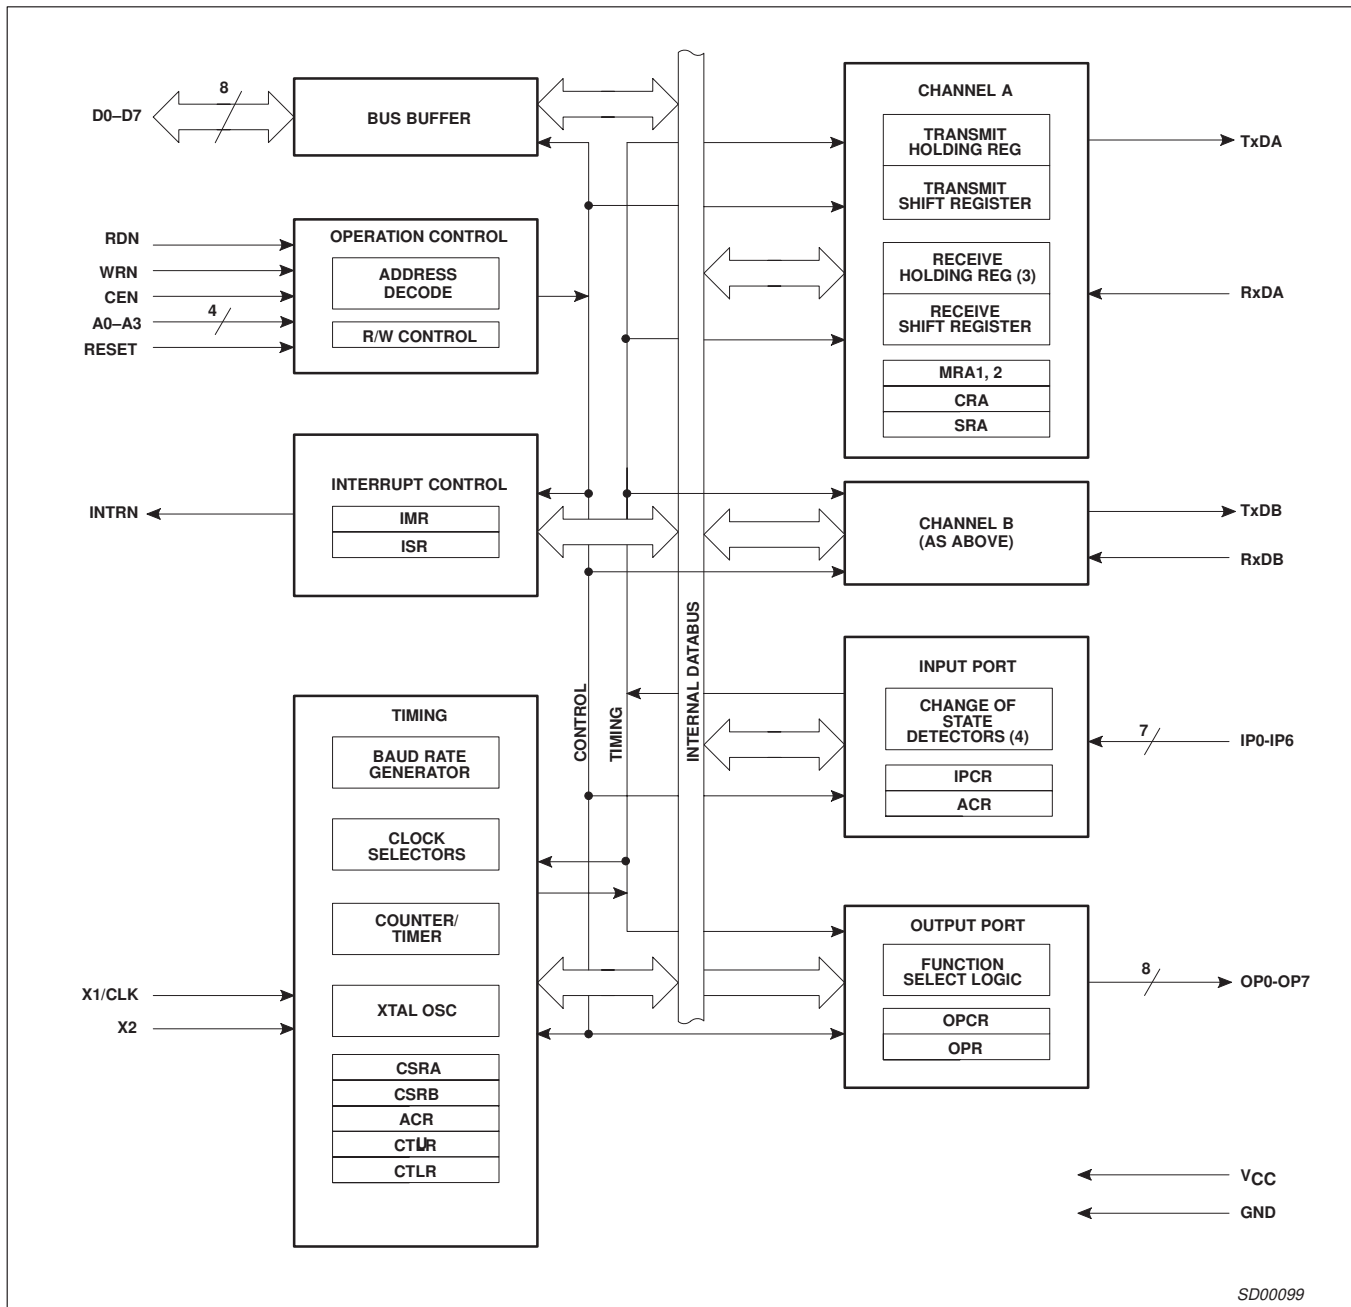 D0–D7
8
BUS BUFFER
RDN
WRN
CEN
A0–A3
4
RESET
OPERATION CONTROL
ADDRESS
DECODE
R/W CONTROL
INTRN
INTERRUPT CONTROL
IMR
ISR
TIMING
BAUD RATE
GENERATOR
CLOCK
SELECTORS
COUNTER/
TIMER
X1/CLK
X2
XTAL OSC
CSRA
CSRB
ACR
CTUR
CTLR
CONTROL
TIMING
INTERNAL DATABUS
CHANNEL A
TRANSMIT
HOLDING REG
TRANSMIT
SHIFT REGISTER
RECEIVE
HOLDING REG (3)
RECEIVE
SHIFT REGISTER
MRA1, 2
CRA
SRA
TxDA
RxDA
CHANNEL B
(AS ABOVE)
TxDB
RxDB
INPUT PORT
CHANGE OF
STATE
DETECTORS (4)
IPCR
ACR
7
IP0-IP6
OUTPUT PORT
FUNCTION
SELECT LOGIC
OPCR
OPR
8
OP0-OP7
VCC
GND
SD00099